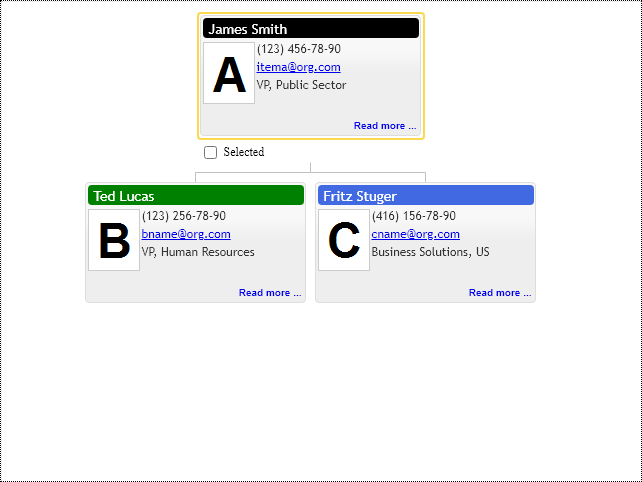 James Smith
A
(123) 456-78-90
itema@org.com
VP, Public Sector
Read more ...
Selected
Ted Lucas
B
(123) 256-78-90
bname@org.com
VP, Human Resources
Read more ...
Fritz Stuger
C
(416) 156-78-90
cname@org.com
Business Solutions, US
Read more ...